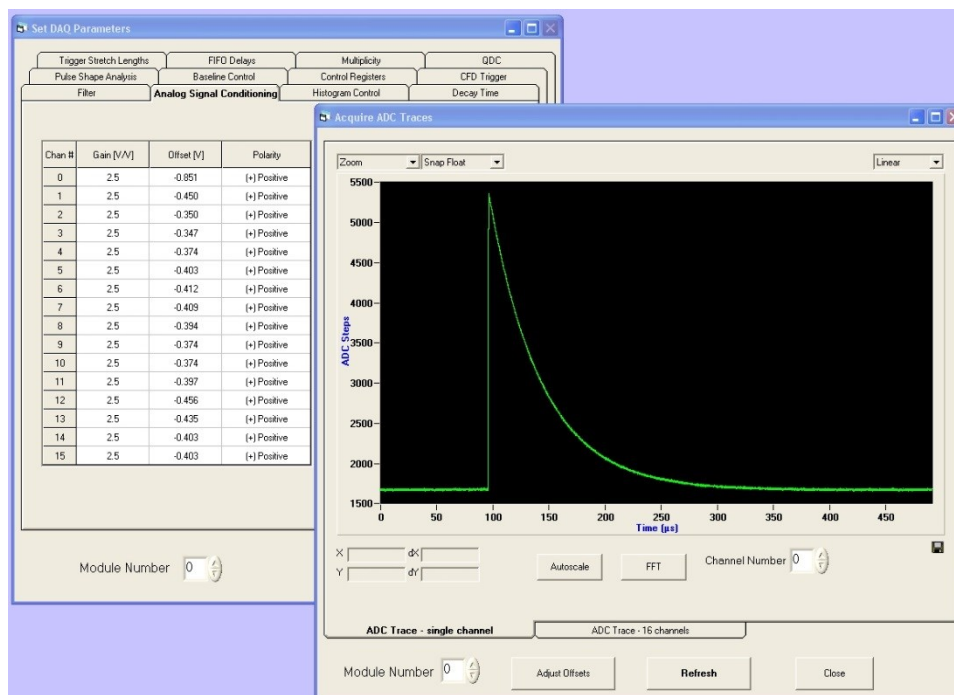 Set DAQ Parameters
Trigger Stretch Lengths FIFO Delays Multiplicity QDC
Pulse Shape Analysis Baseline Control Control Registers CFD Trigger
Filter Analog Signal Conditioning Histogram Control Decay Time
Chan # Gain [V/V] Offset [V] Polarity
0 2.5 -0.851 (+) Positive
1 2.5 -0.450 (+) Positive
2 2.5 -0.350 (+) Positive
3 2.5 -0.347 (+) Positive
4 2.5 -0.374 (+) Positive
5 2.5 -0.403 (+) Positive
6 2.5 -0.412 (+) Positive
7 2.5 -0.409 (+) Positive
8 2.5 -0.394 (+) Positive
9 2.5 -0.374 (+) Positive
10 2.5 -0.374 (+) Positive
11 2.5 -0.397 (+) Positive
12 2.5 -0.456 (+) Positive
13 2.5 -0.435 (+) Positive
14 2.5 -0.403 (+) Positive
15 2.5 -0.403 (+) Positive
Module Number 0
Acquire ADC Traces
Zoom Snap Float Linear
5500
5000
4500
4000
3500
3000
2500
2000
1500
ADC Steps
0 50 100 150 200 250 300 350 400 450
Time [µs]
X dX
Y dY
Autoscale FFT Channel Number 0
ADC Trace - single channel ADC Trace - 16 channels
Module Number 0 Adjust Offsets Refresh Close